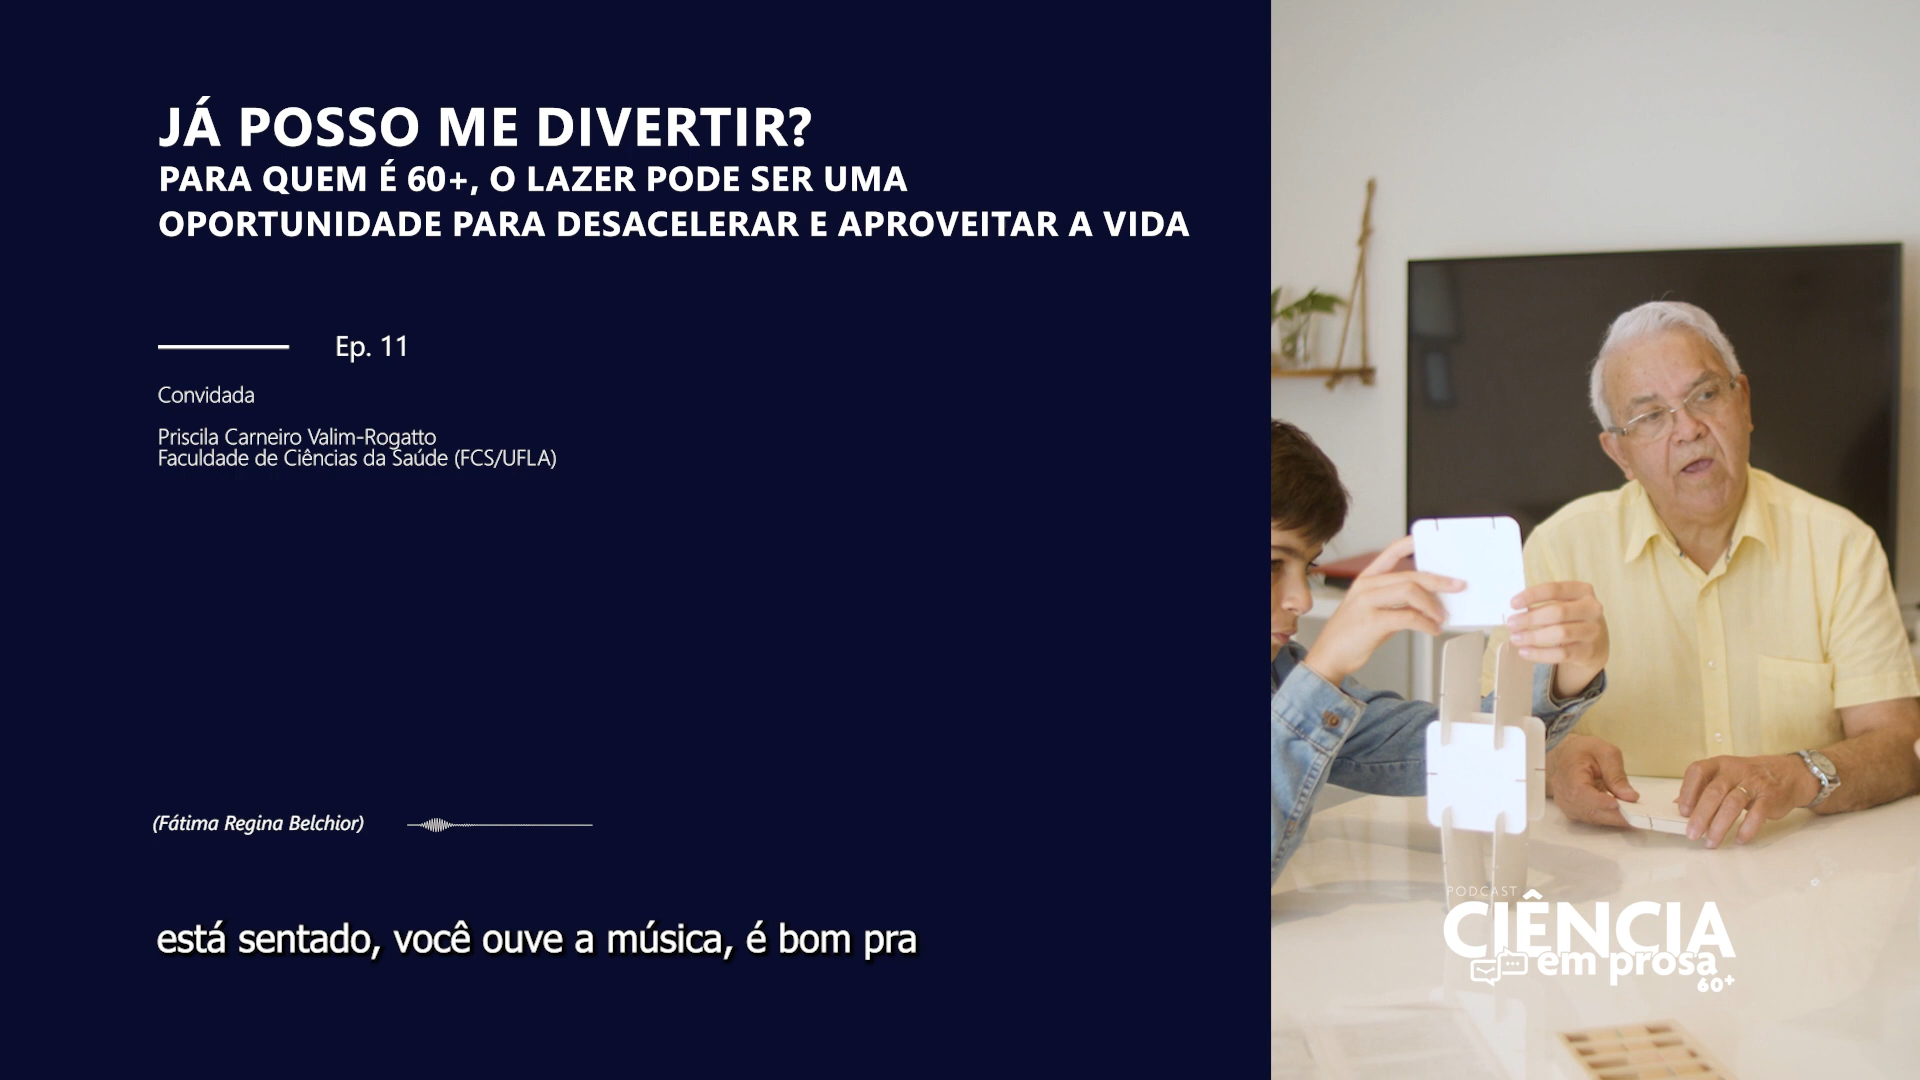 JÁ POSSO ME DIVERTIR?
PARA QUEM É 60+, O LAZER PODE SER UMA
OPORTUNIDADE PARA DESACELERAR E APROVEITAR A VIDA
Ep. 11
Convidada
Priscila Carneiro Valim-Rogatto
Faculdade de Ciências da Saúde (FCS/UFLA)
(Fátima Regina Belchior)
está sentado, você ouve a música, é bom pra
PODCAST
CIÊNCIA
em prosa
60+